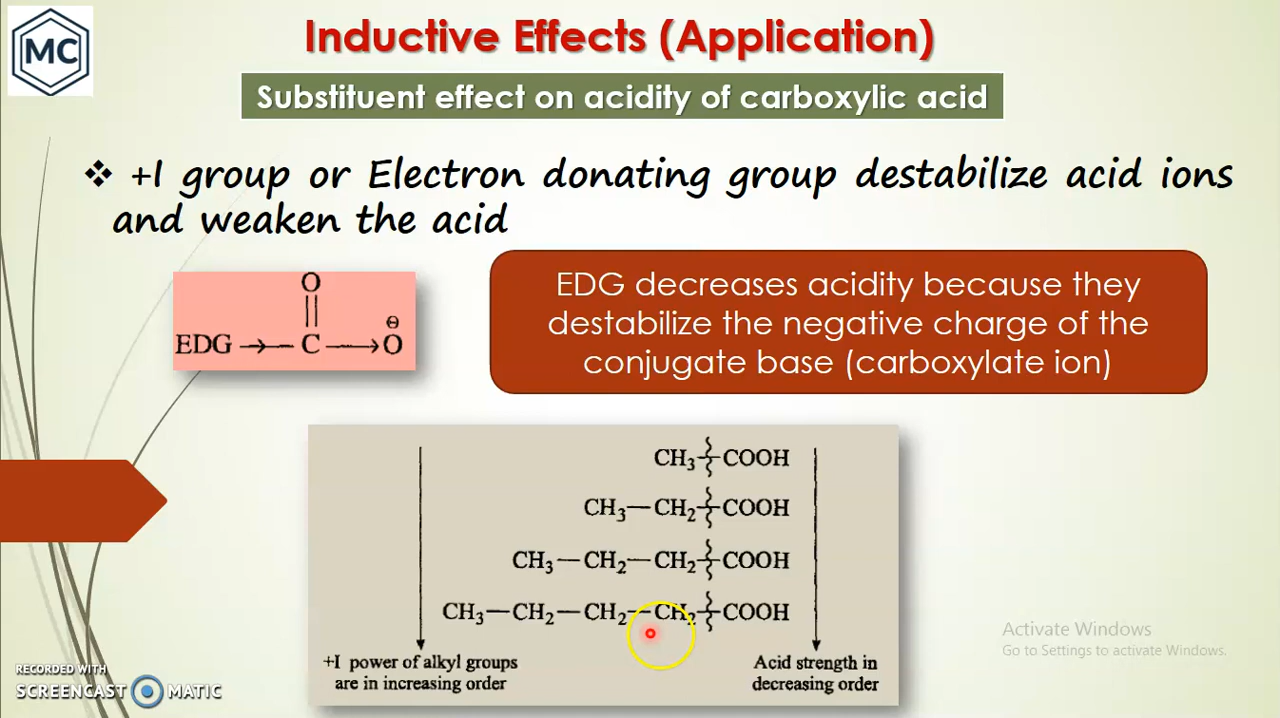 MC
Inductive Effects (Application)
Substituent effect on acidity of carboxylic acid
❖ +I group or Electron donating group destabilize acid ions
and weaken the acid
O
||
EDG →— C —→ O⊖
EDG decreases acidity because they
destabilize the negative charge of the
conjugate base (carboxylate ion)
CH₃—COOH
CH₃—CH₂—COOH
CH₃—CH₂—CH₂—COOH
CH₃—CH₂—CH₂—CH₂—COOH
+I power of alkyl groups
are in increasing order
Acid strength in
decreasing order
Activate Windows
Go to Settings to activate Windows.
RECORDED WITH
SCREENCAST MATIC